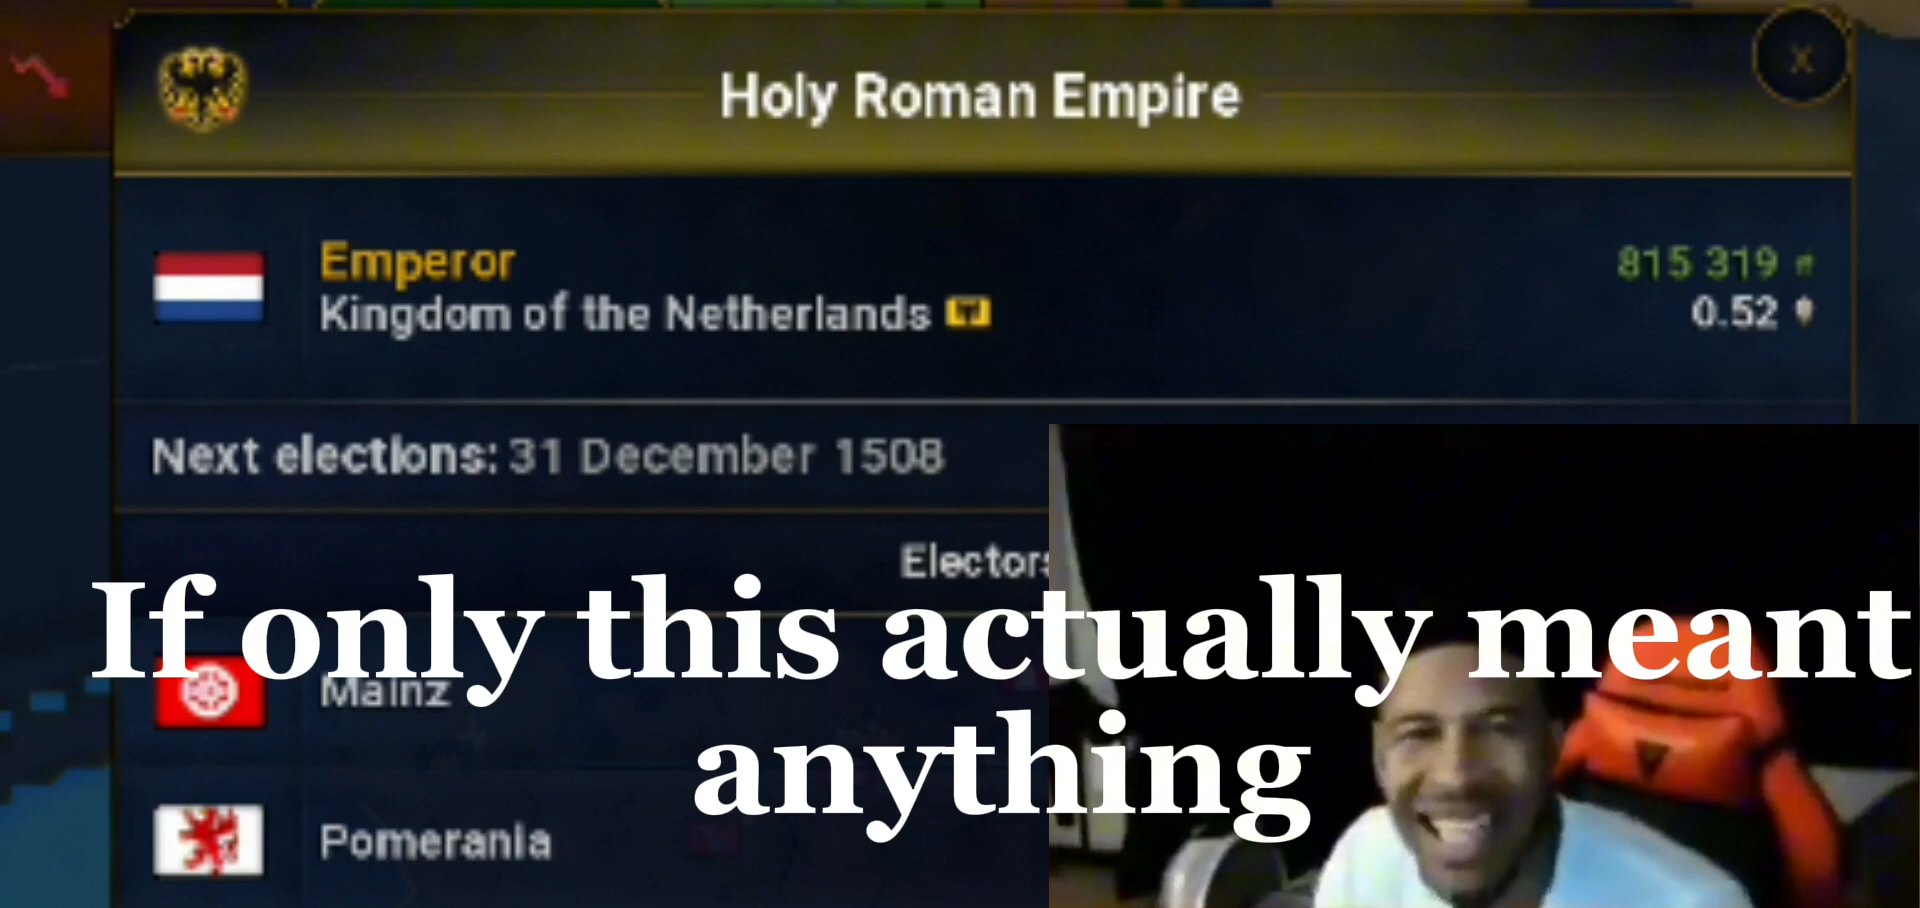 x
Holy Roman Empire
Emperor
815 319
Kingdom of the Netherlands
0.52
Next elections: 31 December 1508
Electors
If only this actually meant
Mainz
anything
Pomerania